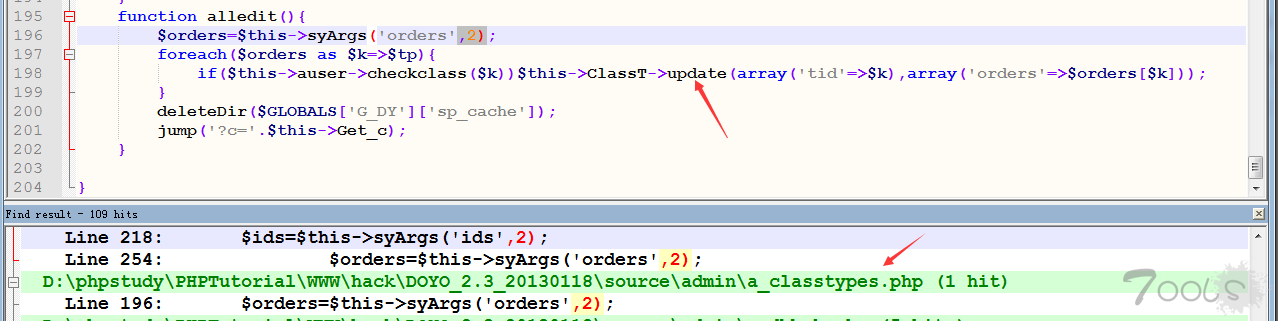 195 function alledit(){
196 $orders=$this->syArgs('orders',2);
197 foreach($orders as $k=>$tp){
198 if($this->auser->checkclass($k))$this->ClassT->update(array('tid'=>$k),array('orders'=>$orders[$k]));
199 }
200 deleteDir($GLOBALS['G_DY']['sp_cache']);
201 jump('?c='.$this->Get_c);
202 }
203
204 }
Find result - 109 hits
Line 218: $ids=$this->syArgs('ids',2);
Line 254: $orders=$this->syArgs('orders',2);
D:\phpstudy\PHPTutorial\WWW\hack\DOYO_2.3_20130118\source\admin\a_classtypes.php (1 hit)
Line 196: $orders=$this->syArgs('orders',2);
7ools